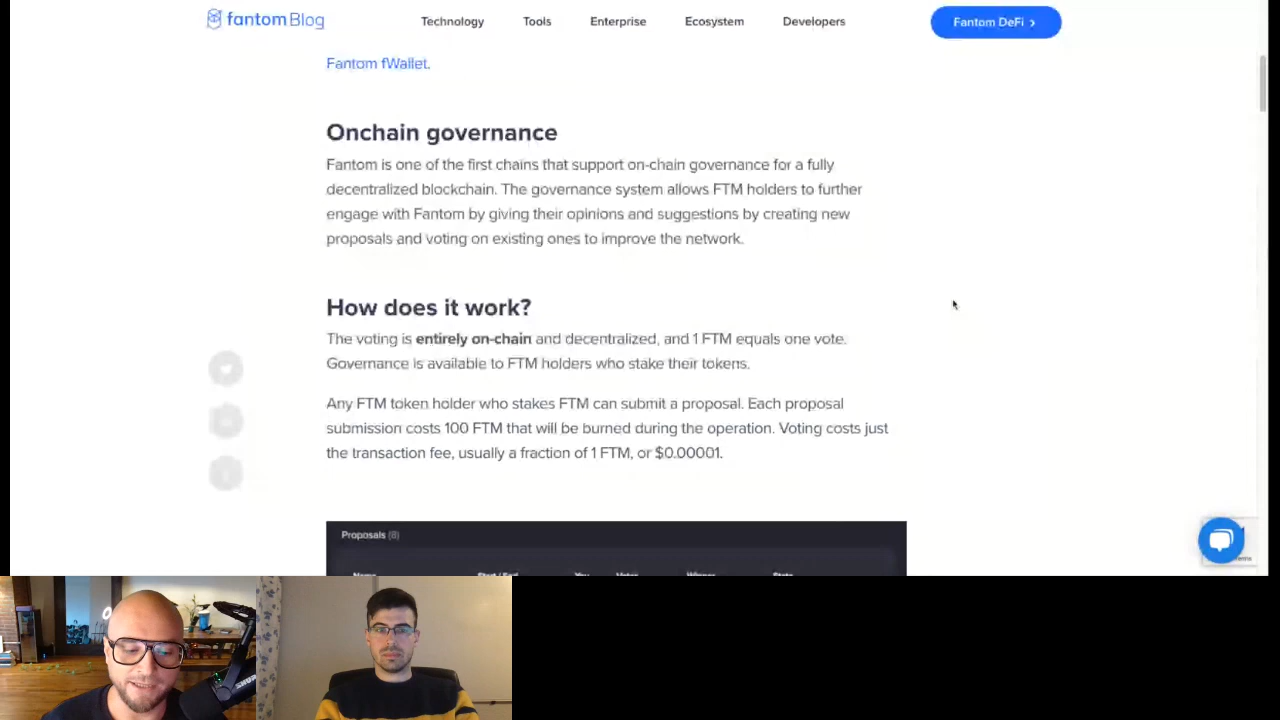 fantom Blog
Technology
Tools
Enterprise
Ecosystem
Developers
Fantom DeFi
Fantom fWallet.
Onchain governance
Fantom is one of the first chains that support on-chain governance for a fully
decentralized blockchain. The governance system allows FTM holders to further
engage with Fantom by giving their opinions and suggestions by creating new
proposals and voting on existing ones to improve the network.
How does it work?
The voting is entirely on-chain and decentralized, and 1 FTM equals one vote.
Governance is available to FTM holders who stake their tokens.
Any FTM token holder who stakes FTM can submit a proposal. Each proposal
submission costs 100 FTM that will be burned during the operation. Voting costs just
the transaction fee, usually a fraction of 1 FTM, or $0.00001.
Proposals (8)